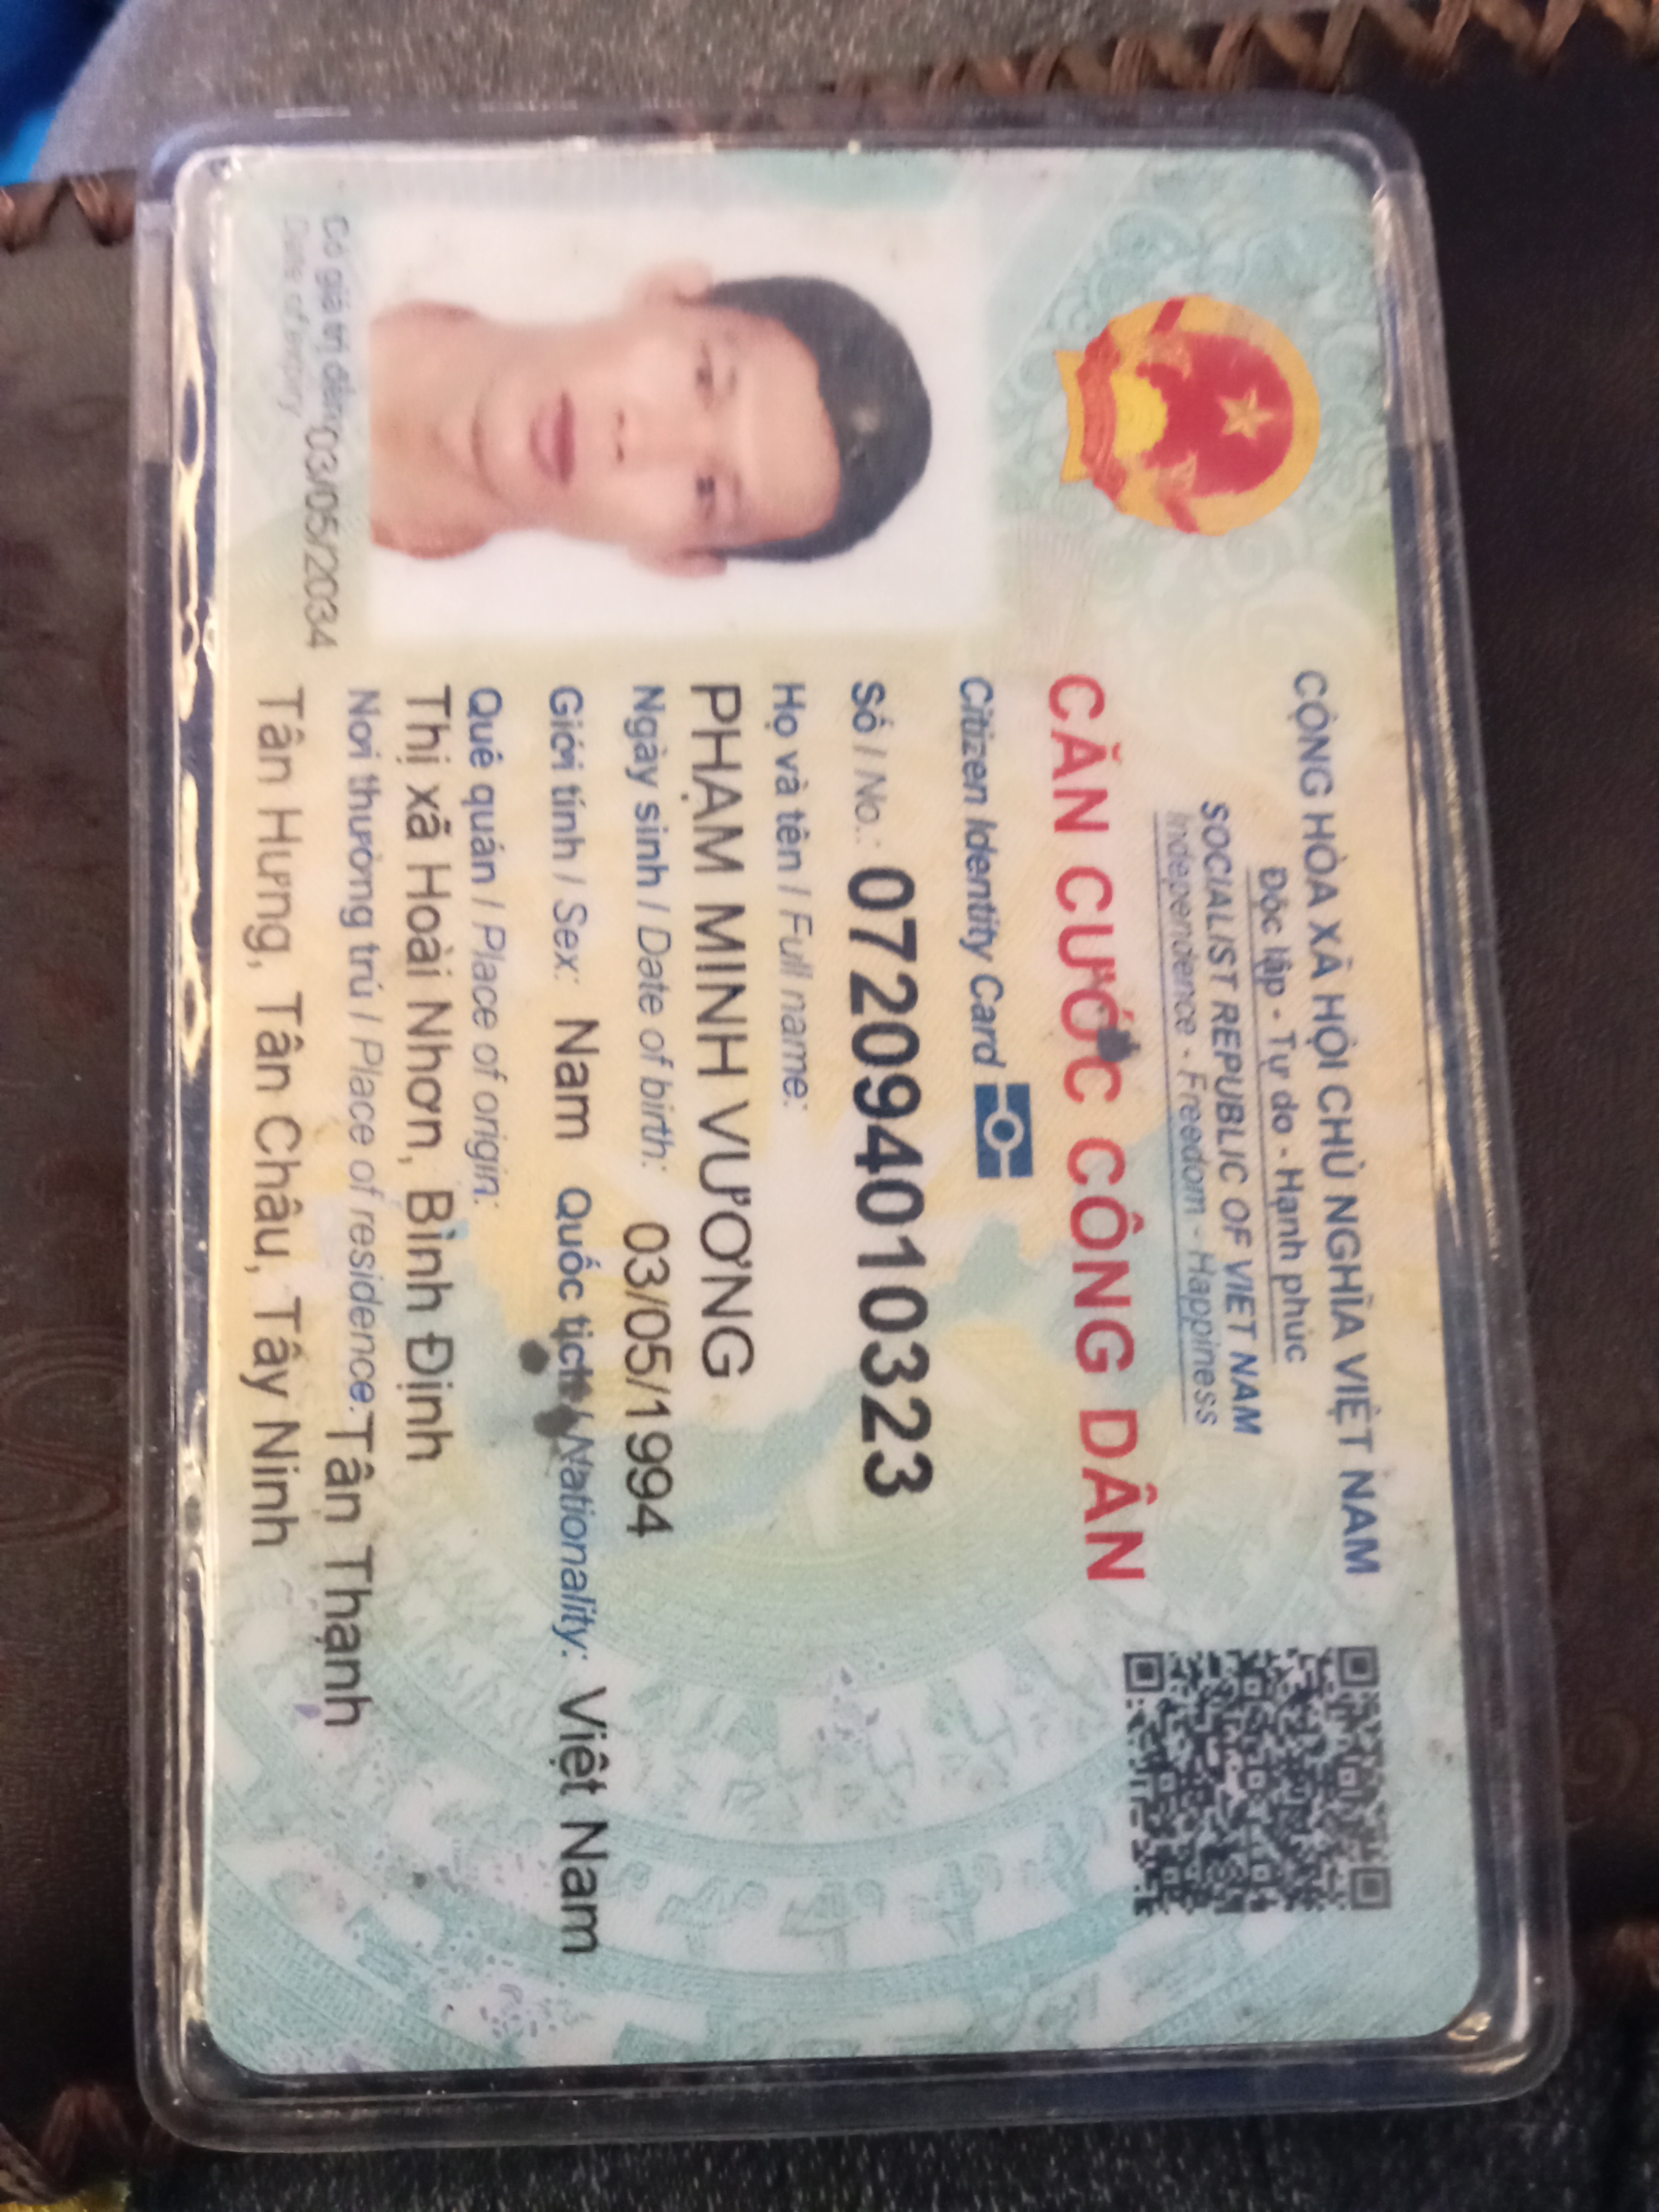 CỘNG HÒA XÃ HỘI CHỦ NGHĨA VIỆT NAM
Độc lập - Tự do - Hạnh phúc
SOCIALIST REPUBLIC OF VIET NAM
Independence - Freedom - Happiness
CĂN CƯỚC CÔNG DÂN
Citizen Identity Card
Số / No.: 072094010323
Họ và tên / Full name:
PHẠM MINH VƯƠNG
Ngày sinh / Date of birth: 03/05/1994
Giới tính / Sex: Nam Quốc tịch / Nationality: Việt Nam
Quê quán / Place of origin:
Thị xã Hoài Nhơn, Bình Định
Nơi thường trú / Place of residence: Tân Thạnh
Tân Hưng, Tân Châu, Tây Ninh
Có giá trị đến: 03/05/2034
Date of expiry